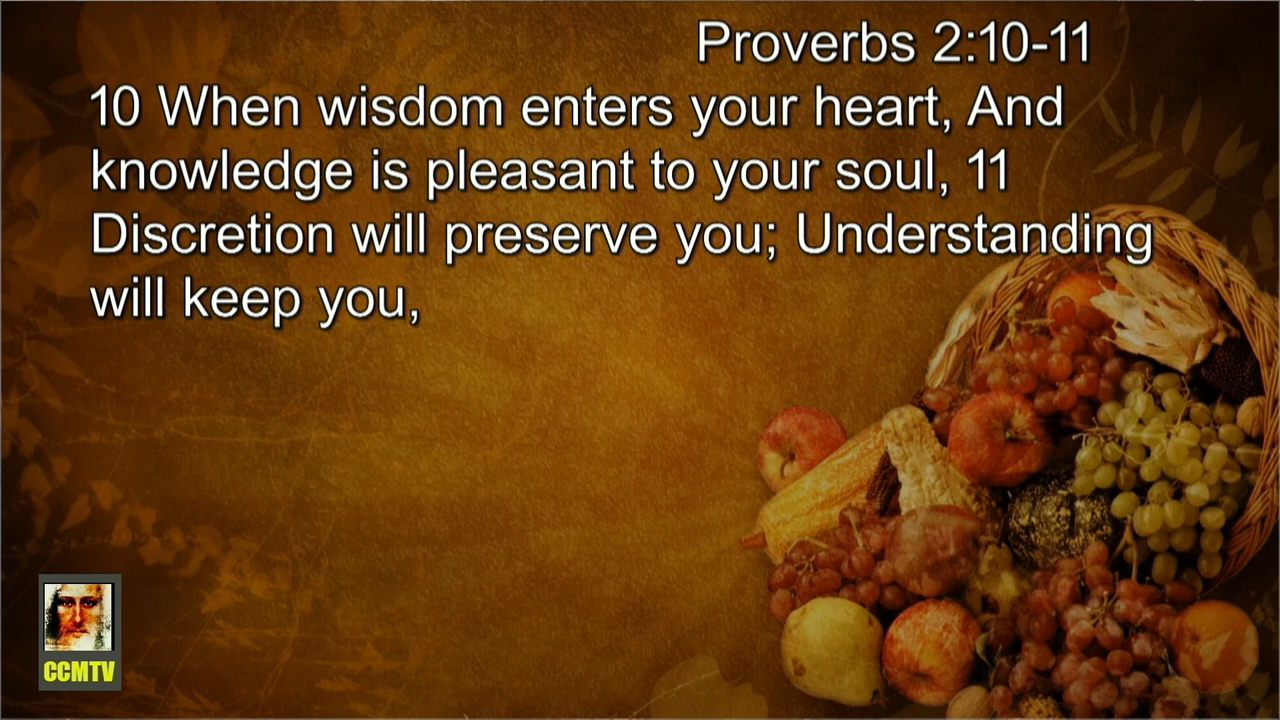 Proverbs 2:10-11
10 When wisdom enters your heart, And
knowledge is pleasant to your soul, 11
Discretion will preserve you; Understanding
will keep you,
CCMTV